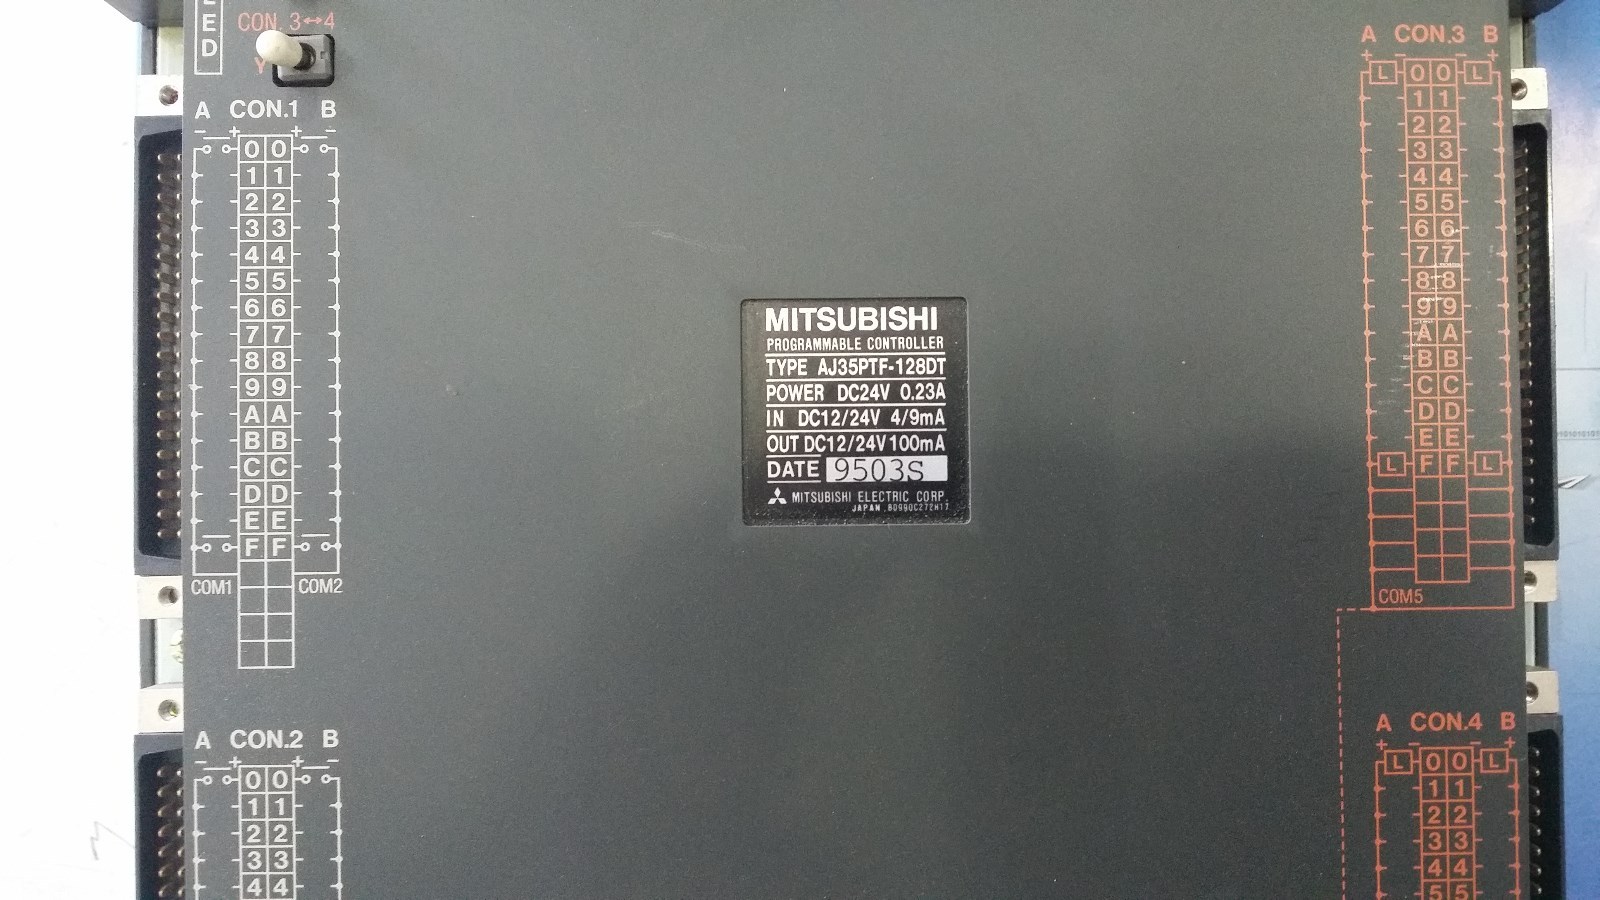 E
D
CON. 3↔4
Y
A CON.1 B
- + + -
0 0
1 1
2 2
3 3
4 4
5 5
6 6
7 7
8 8
9 9
A A
B B
C C
D D
E E
F F
COM1 COM2
A CON.2 B
- + + -
0 0
1 1
2 2
3 3
4 4
MITSUBISHI
PROGRAMMABLE CONTROLLER
TYPE AJ35PTF-128DT
POWER DC24V 0.23A
IN DC12/24V 4/9mA
OUT DC12/24V 100mA
DATE 9503S
MITSUBISHI ELECTRIC CORP.
JAPAN BD990C272H17
A CON.3 B
+ - - +
L 0 0 L
1 1
2 2
3 3
4 4
5 5
6 6
7 7
8 8
9 9
A A
B B
C C
D D
E E
L F F L
COM5
A CON.4 B
+ - - +
L 0 0 L
1 1
2 2
3 3
4 4
5 5